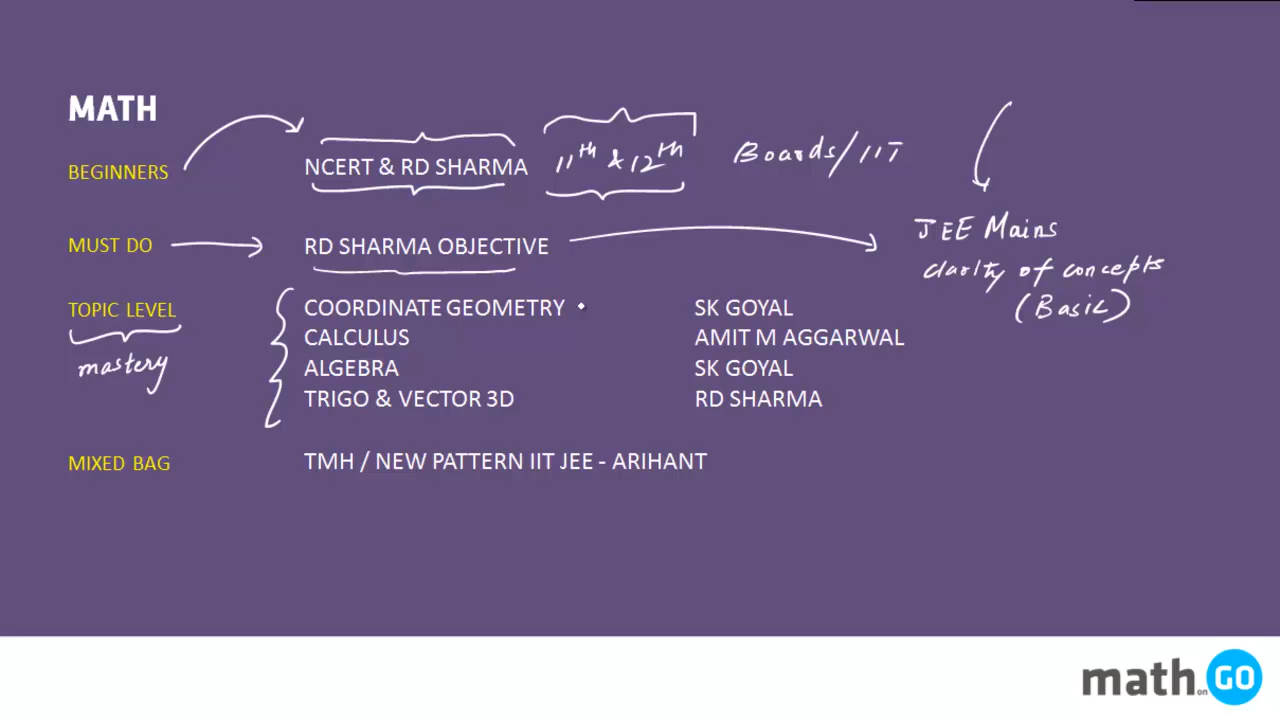 MATH
BEGINNERS NCERT & RD SHARMA 11th & 12th Boards/IIT
MUST DO RD SHARMA OBJECTIVE JEE Mains
clarity of concepts
(Basic)
TOPIC LEVEL COORDINATE GEOMETRY SK GOYAL
mastery CALCULUS AMIT M AGGARWAL
ALGEBRA SK GOYAL
TRIGO & VECTOR 3D RD SHARMA
MIXED BAG TMH / NEW PATTERN IIT JEE - ARIHANT
math on GO